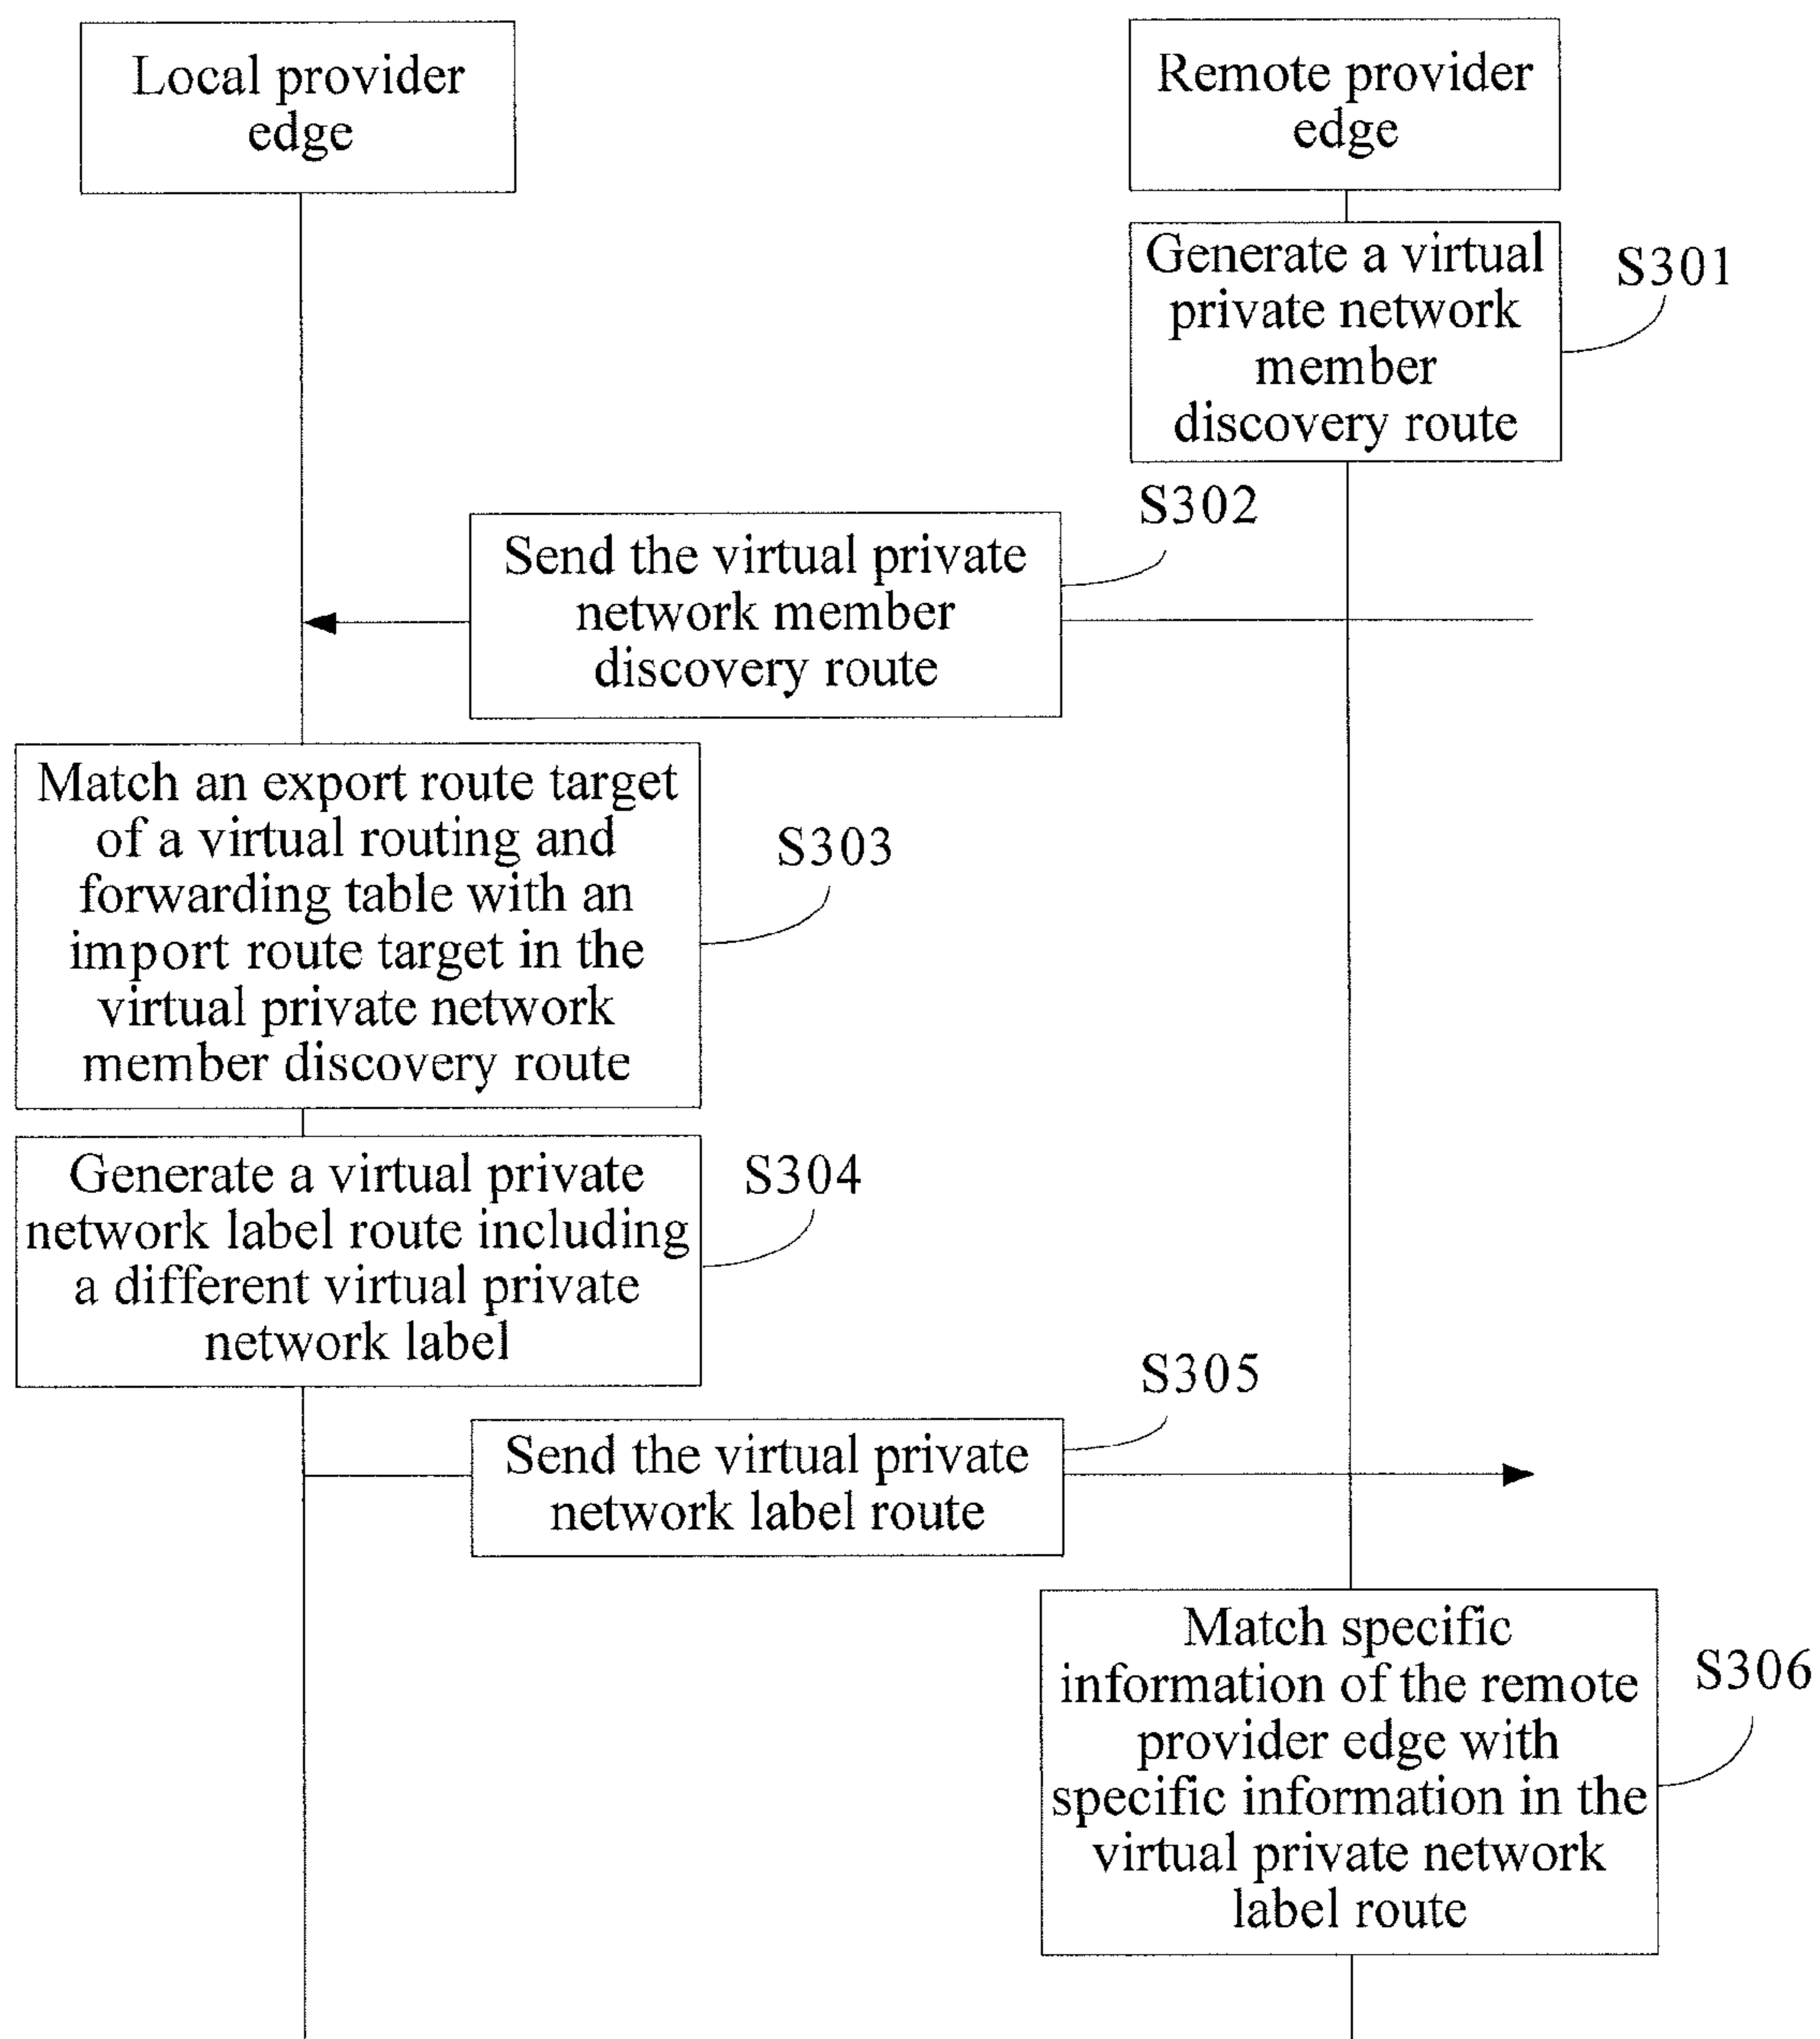 Local provider
edge
Remote provider
edge
Generate a virtual
private network
member
discovery route
S301
S302
Send the virtual private
network member
discovery route
Match an export route target
of a virtual routing and
forwarding table with an
import route target in the
virtual private network
member discovery route
S303
Generate a virtual private
network label route including
a different virtual private
network label
S304
S305
Send the virtual private
network label route
Match specific
information of the remote
provider edge with
specific information in the
virtual private network
label route
S306